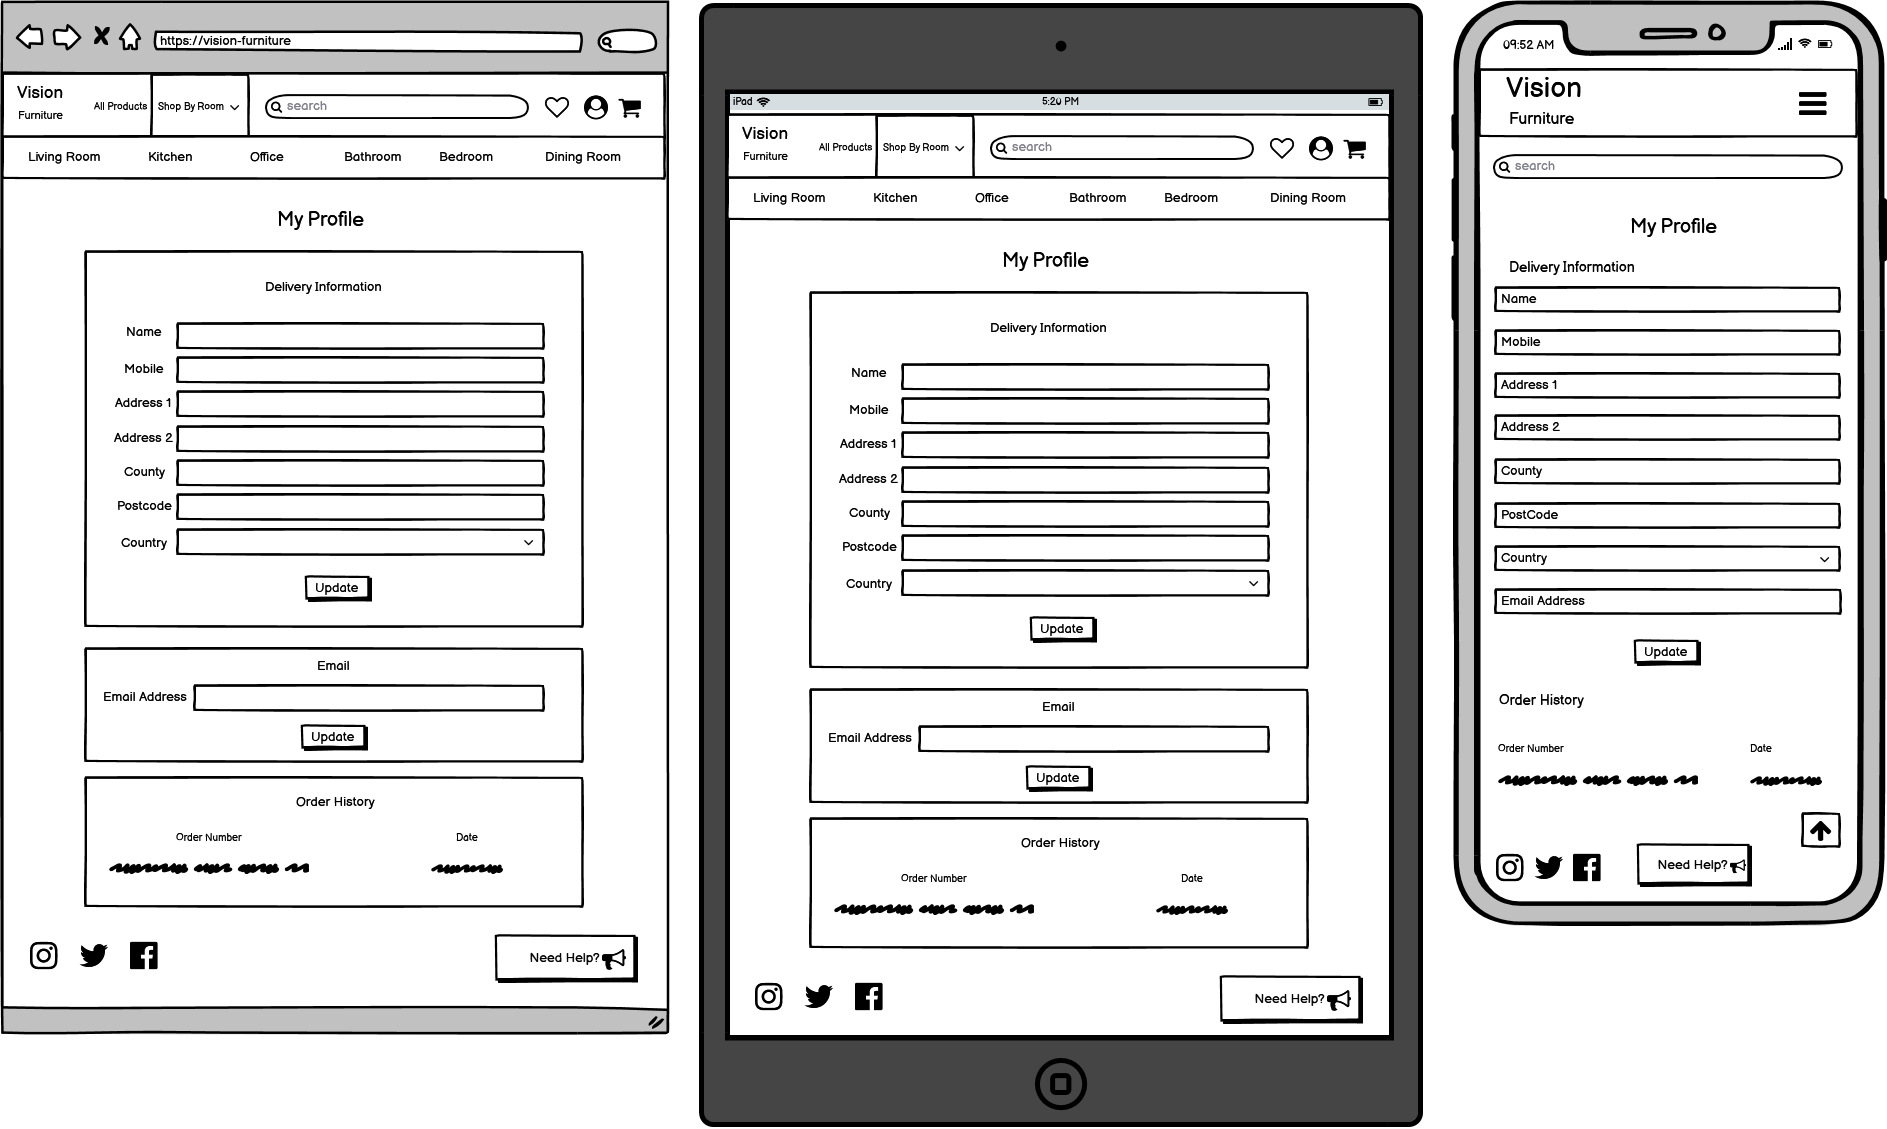 https://vision-furniture
Vision
Furniture
All Products
Shop By Room
search
Living Room
Kitchen
Office
Bathroom
Bedroom
Dining Room
My Profile
Delivery Information
Name
Mobile
Address 1
Address 2
County
Postcode
Country
Update
Email
Email Address
Update
Order History
Order Number
Date
Need Help?
iPad
5:20 PM
Vision
Furniture
All Products
Shop By Room
search
Living Room
Kitchen
Office
Bathroom
Bedroom
Dining Room
My Profile
Delivery Information
Name
Mobile
Address 1
Address 2
County
Postcode
Country
Update
Email
Email Address
Update
Order History
Order Number
Date
Need Help?
09:52 AM
Vision
Furniture
search
My Profile
Delivery Information
Name
Mobile
Address 1
Address 2
County
PostCode
Country
Email Address
Update
Order History
Order Number
Date
Need Help?